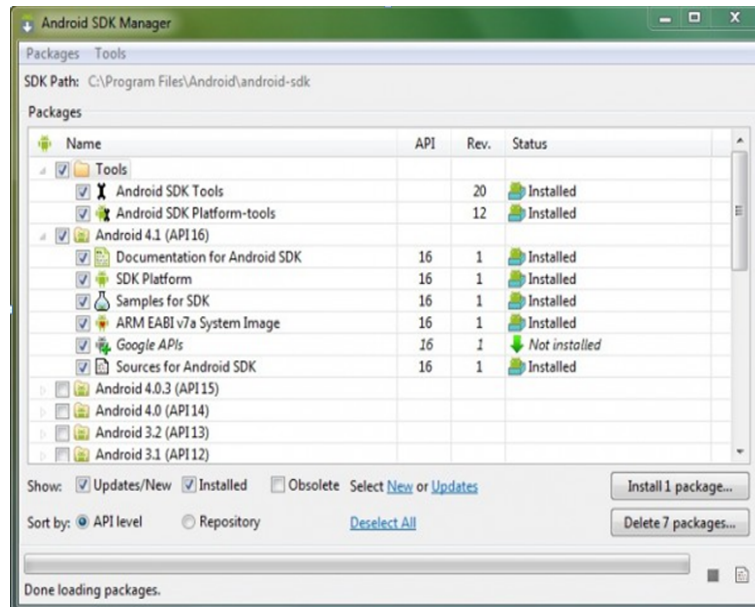 Android SDK Manager
Packages Tools
SDK Path: C:\Program Files\Android\android-sdk
Packages
Name API Rev. Status
Tools
Android SDK Tools 20 Installed
Android SDK Platform-tools 12 Installed
Android 4.1 (API 16)
Documentation for Android SDK 16 1 Installed
SDK Platform 16 1 Installed
Samples for SDK 16 1 Installed
ARM EABI v7a System Image 16 1 Installed
Google APIs 16 1 Not installed
Sources for Android SDK 16 1 Installed
Android 4.0.3 (API 15)
Android 4.0 (API 14)
Android 3.2 (API 13)
Android 3.1 (API 12)
Show: Updates/New Installed Obsolete Select New or Updates Install 1 package...
Sort by: API level Repository Deselect All Delete 7 packages...
Done loading packages.